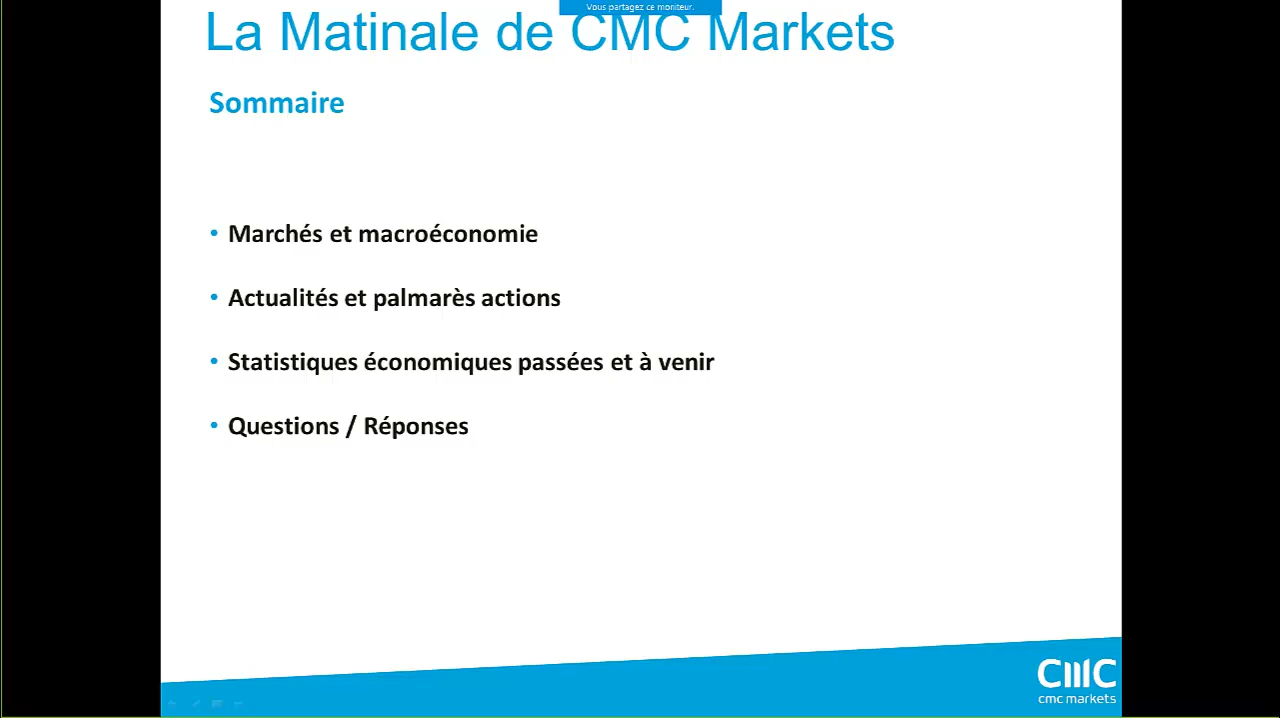 Vous partagez ce moniteur.
La Matinale de CMC Markets
Sommaire
• Marchés et macroéconomie
• Actualités et palmarès actions
• Statistiques économiques passées et à venir
• Questions / Réponses
CMC
cmc markets